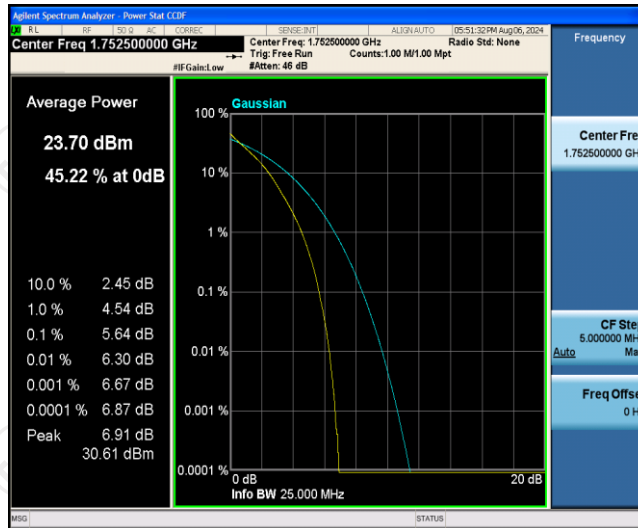 Agilent Spectrum Analyzer - Power Stat CCDF
LXI RL RF 50 Ω AC CORREC SENSE:INT ALIGN AUTO 05:51:32 PM Aug 06, 2024
Center Freq 1.752500000 GHz
Center Freq: 1.752500000 GHz Radio Std: None
Trig: Free Run Counts:1.00 M/1.00 Mpt
#IFGain:Low #Atten: 46 dB
Frequency
Average Power
23.70 dBm
45.22 % at 0dB
10.0 % 2.45 dB
1.0 % 4.54 dB
0.1 % 5.64 dB
0.01 % 6.30 dB
0.001 % 6.67 dB
0.0001 % 6.87 dB
Peak 6.91 dB
30.61 dBm
Gaussian
100 %
10 %
1 %
0.1 %
0.01 %
0.001 %
0.0001 %
0 dB 20 dB
Info BW 25.000 MHz
Center Fre
1.752500000 GH
CF Ste
5.000000 MH
Auto Ma
Freq Offse
0 H
MSG STATUS